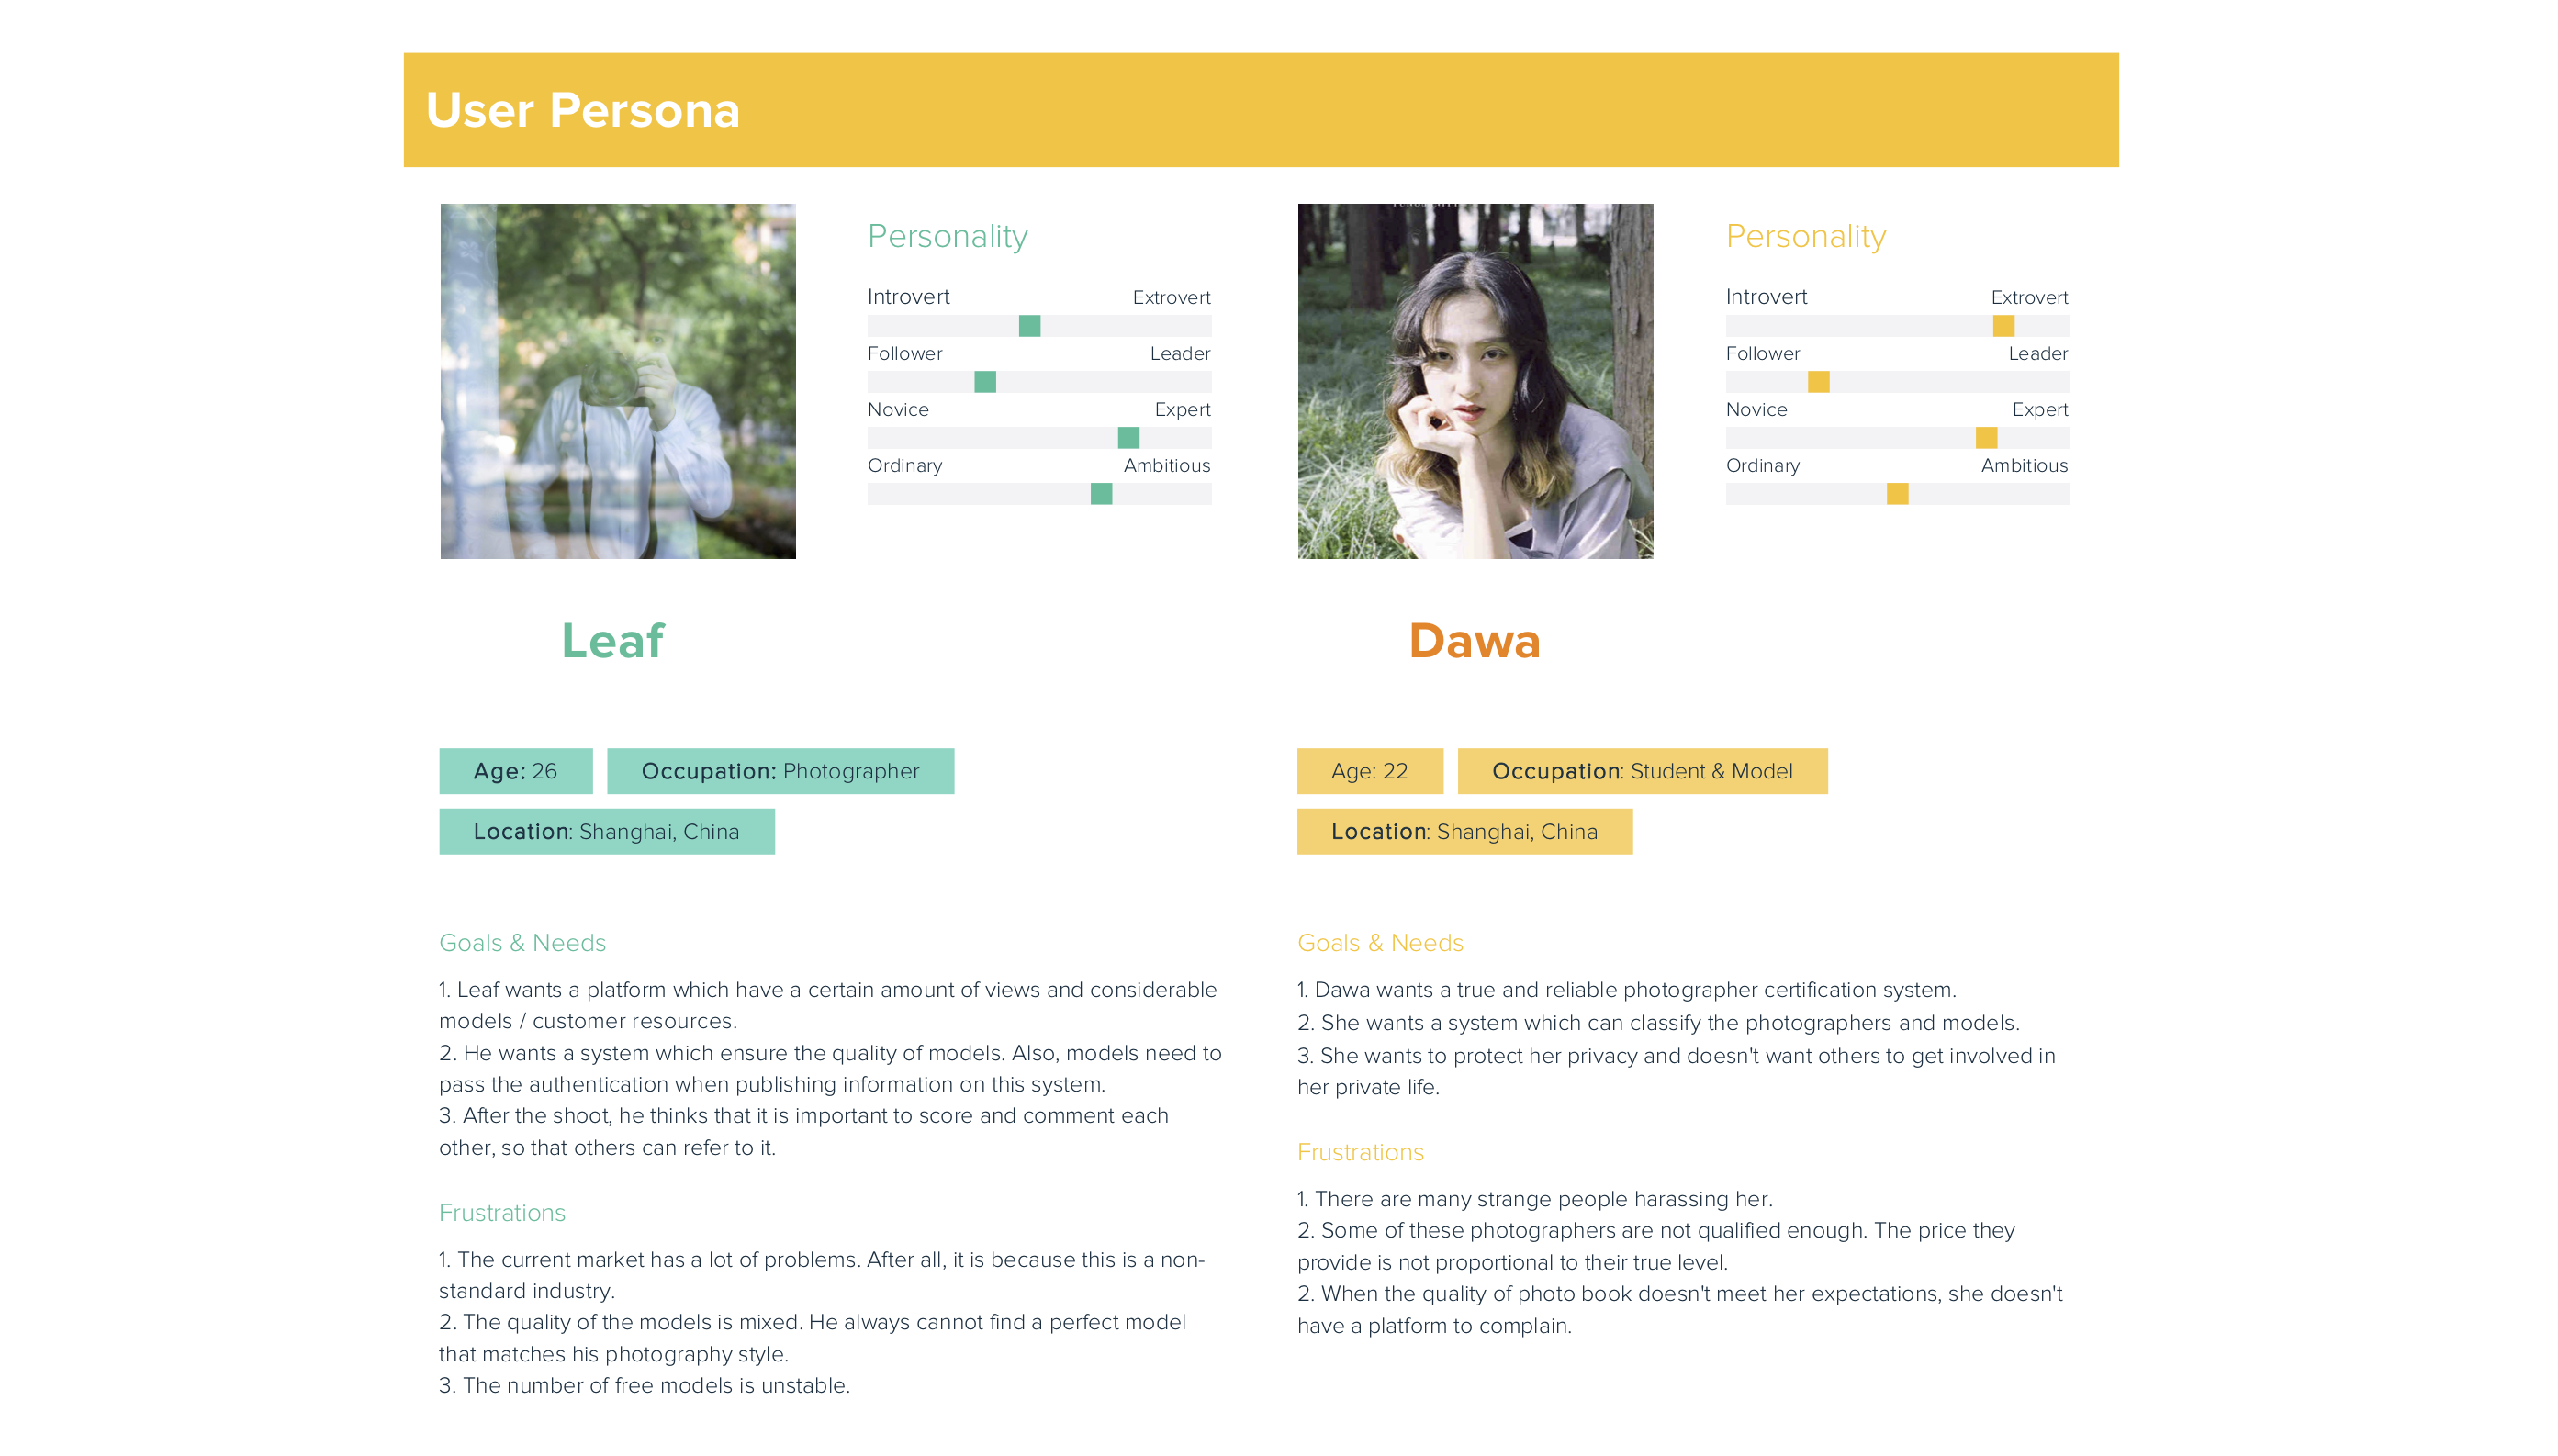 User Persona
Personality
Introvert Extrovert
Follower Leader
Novice Expert
Ordinary Ambitious
Leaf
Age: 26
Occupation: Photographer
Location: Shanghai, China
Goals & Needs
1. Leaf wants a platform which have a certain amount of views and considerable
models / customer resources.
2. He wants a system which ensure the quality of models. Also, models need to
pass the authentication when publishing information on this system.
3. After the shoot, he thinks that it is important to score and comment each
other, so that others can refer to it.
Frustrations
1. The current market has a lot of problems. After all, it is because this is a non-
standard industry.
2. The quality of the models is mixed. He always cannot find a perfect model
that matches his photography style.
3. The number of free models is unstable.
Personality
Introvert Extrovert
Follower Leader
Novice Expert
Ordinary Ambitious
Dawa
Age: 22
Occupation: Student & Model
Location: Shanghai, China
Goals & Needs
1. Dawa wants a true and reliable photographer certification system.
2. She wants a system which can classify the photographers and models.
3. She wants to protect her privacy and doesn't want others to get involved in
her private life.
Frustrations
1. There are many strange people harassing her.
2. Some of these photographers are not qualified enough. The price they
provide is not proportional to their true level.
2. When the quality of photo book doesn't meet her expectations, she doesn't
have a platform to complain.